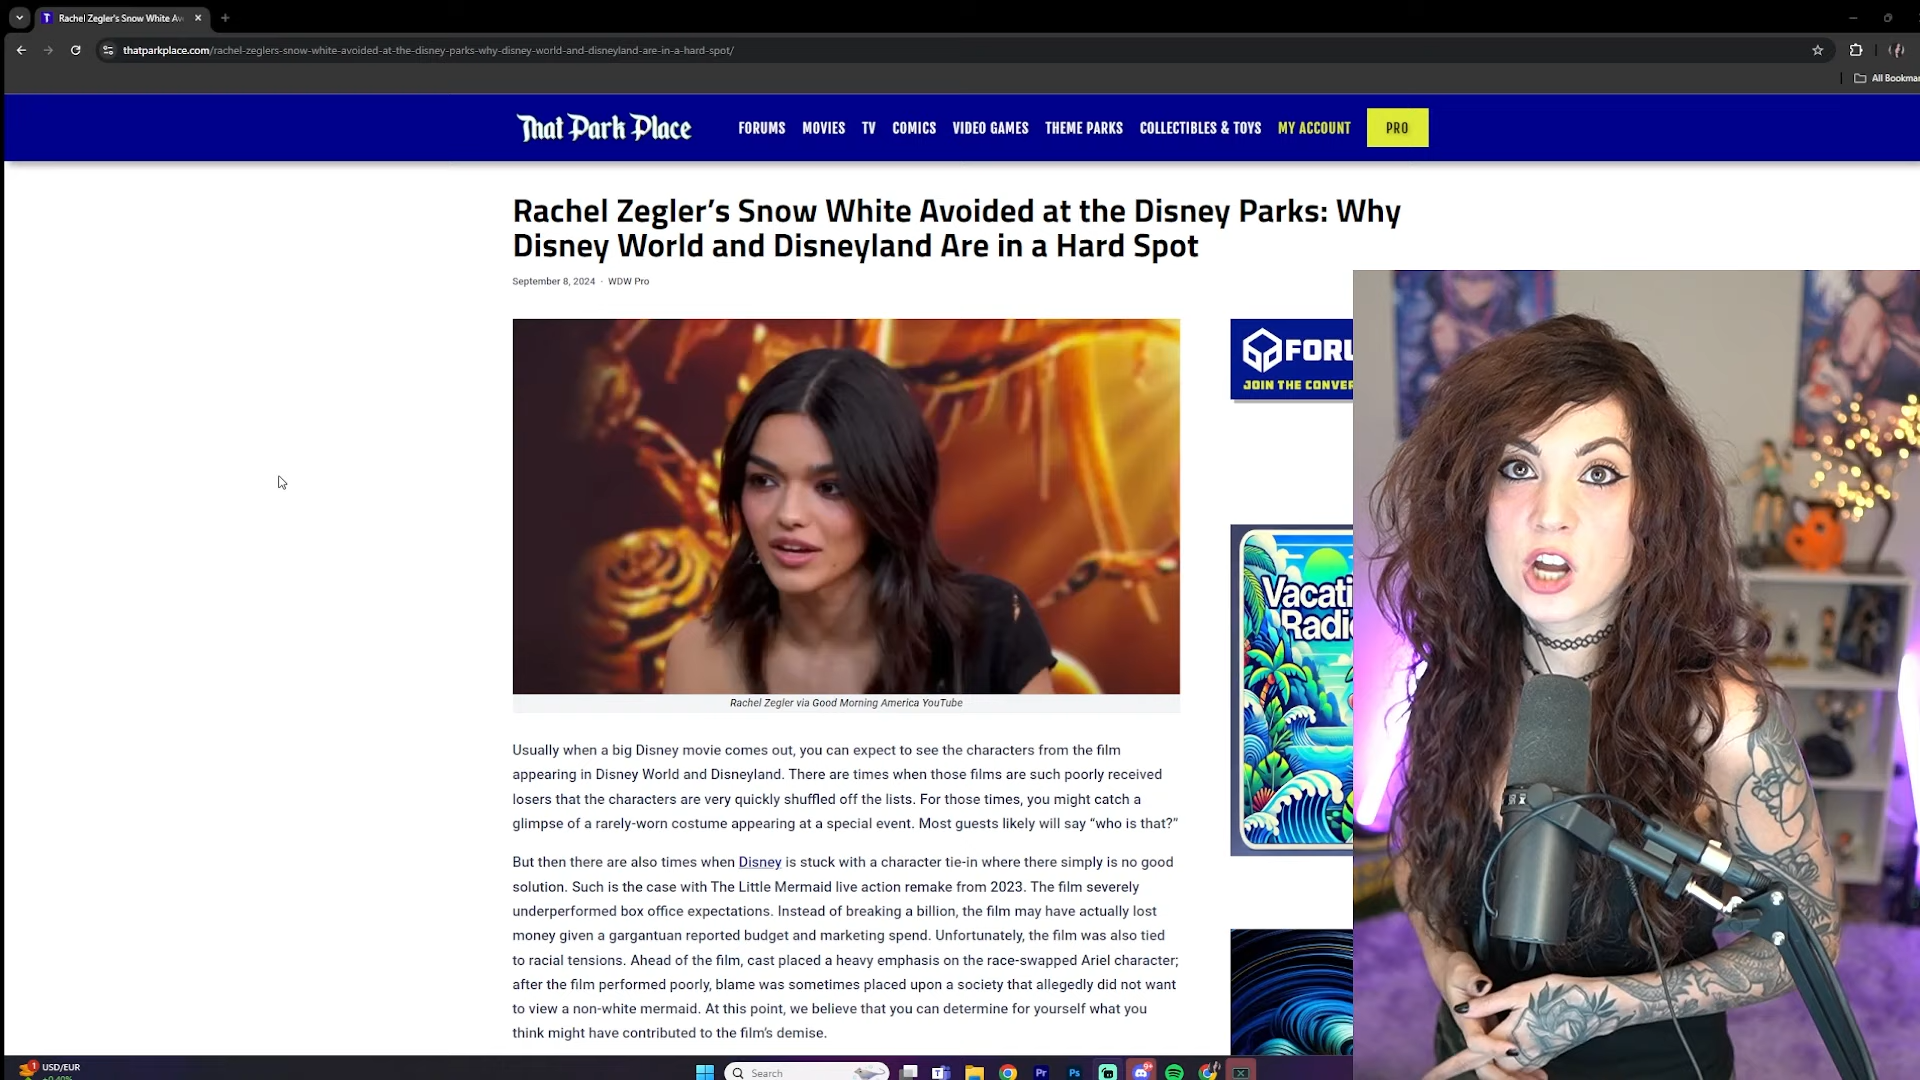 Rachel Zegler's Snow White Av
thatparkplace.com/rachel-zeglers-snow-white-avoided-at-the-disney-parks-why-disney-world-and-disneyland-are-in-a-hard-spot/
All Bookmar
That Park Place
FORUMS MOVIES TV COMICS VIDEO GAMES THEME PARKS COLLECTIBLES & TOYS MY ACCOUNT PRO
Rachel Zegler’s Snow White Avoided at the Disney Parks: Why
Disney World and Disneyland Are in a Hard Spot
September 8, 2024 · WDW Pro
FORU
JOIN THE CONVER
Vacati
Radi
Rachel Zegler via Good Morning America YouTube
Usually when a big Disney movie comes out, you can expect to see the characters from the film
appearing in Disney World and Disneyland. There are times when those films are such poorly received
losers that the characters are very quickly shuffled off the lists. For those times, you might catch a
glimpse of a rarely-worn costume appearing at a special event. Most guests likely will say “who is that?”
But then there are also times when Disney is stuck with a character tie-in where there simply is no good
solution. Such is the case with The Little Mermaid live action remake from 2023. The film severely
underperformed box office expectations. Instead of breaking a billion, the film may have actually lost
money given a gargantuan reported budget and marketing spend. Unfortunately, the film was also tied
to racial tensions. Ahead of the film, cast placed a heavy emphasis on the race-swapped Ariel character;
after the film performed poorly, blame was sometimes placed upon a society that allegedly did not want
to view a non-white mermaid. At this point, we believe that you can determine for yourself what you
think might have contributed to the film’s demise.
1
USD/EUR
+0.40%
Search
Pr
Ps